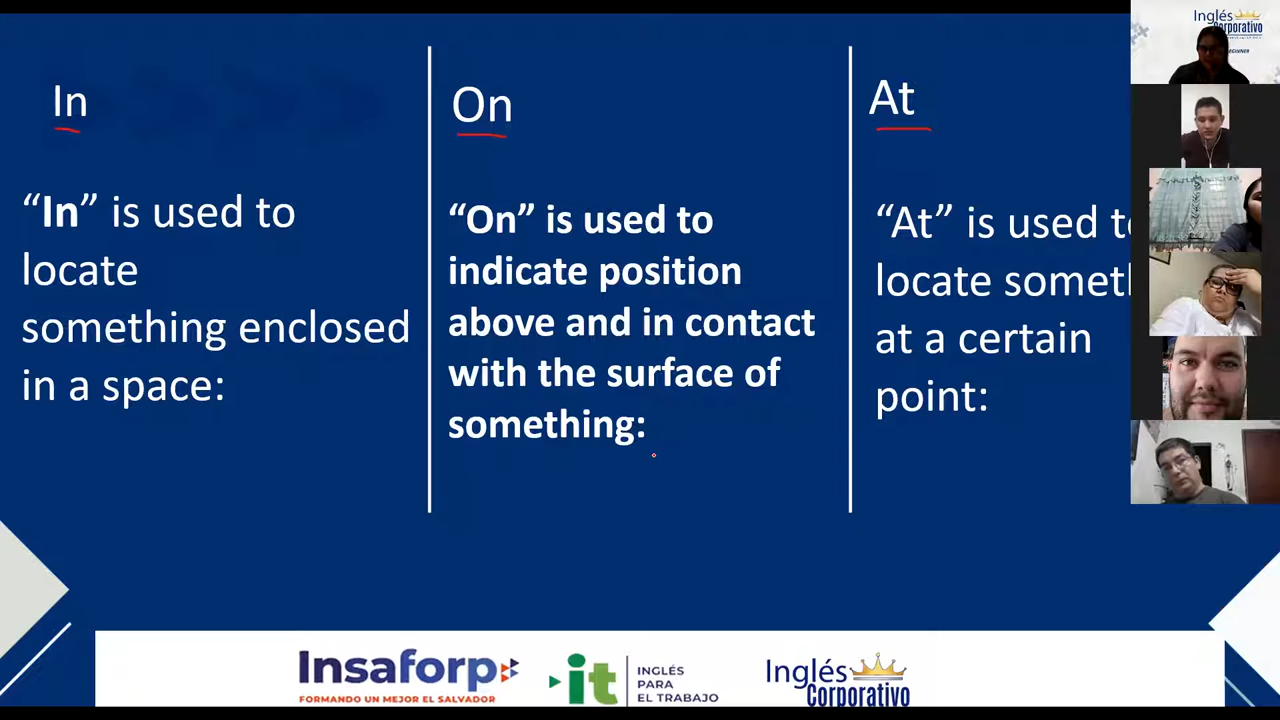 In
“In” is used to
locate
something enclosed
in a space:
On
“On” is used to
indicate position
above and in contact
with the surface of
something:
At
“At” is used to
locate someth
at a certain
point:
Insaforp
FORMANDO UN MEJOR EL SALVADOR
it
INGLÉS
PARA
EL TRABAJO
Inglés
Corporativo
Inglés
Corporativo